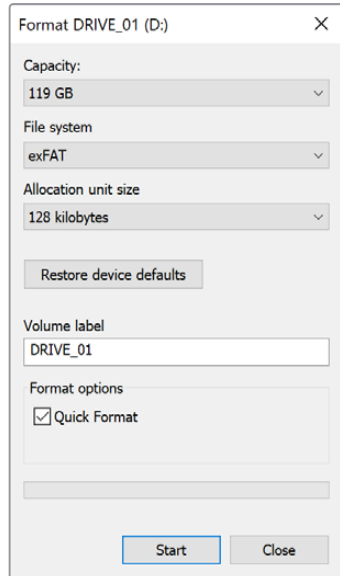 Format DRIVE_01 (D:)
Capacity:
119 GB
File system
exFAT
Allocation unit size
128 kilobytes
Restore device defaults
Volume label
DRIVE_01
Format options
Quick Format
Start Close